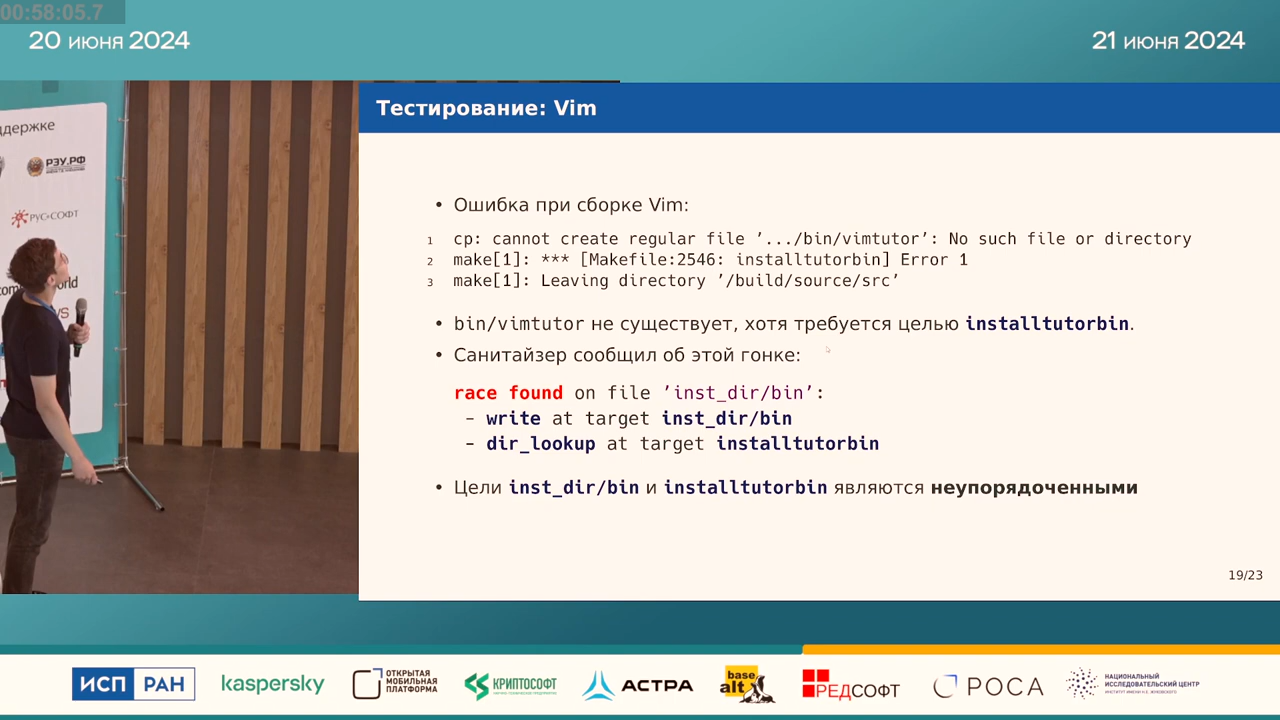 00:58:05.7
20 июня 2024
21 июня 2024
ддержке
РЗУ.РФ
РУС•СОФТ
Тестирование: Vim
• Ошибка при сборке Vim:
1 cp: cannot create regular file ’.../bin/vimtutor’: No such file or directory
2 make[1]: *** [Makefile:2546: installtutorbin] Error 1
3 make[1]: Leaving directory ’/build/source/src’
• bin/vimtutor не существует, хотя требуется целью installtutorbin.
• Санитайзер сообщил об этой гонке:
race found on file ’inst_dir/bin’:
– write at target inst_dir/bin
– dir_lookup at target installtutorbin
• Цели inst_dir/bin и installtutorbin являются неупорядоченными
19/23
ИСП РАН
kaspersky
ОТКРЫТАЯ
МОБИЛЬНАЯ
ПЛАТФОРМА
КРИПТОСОФТ
АСТРА
base
alt
РЕДСОФТ
РОСА
НАЦИОНАЛЬНЫЙ
ИССЛЕДОВАТЕЛЬСКИЙ ЦЕНТР